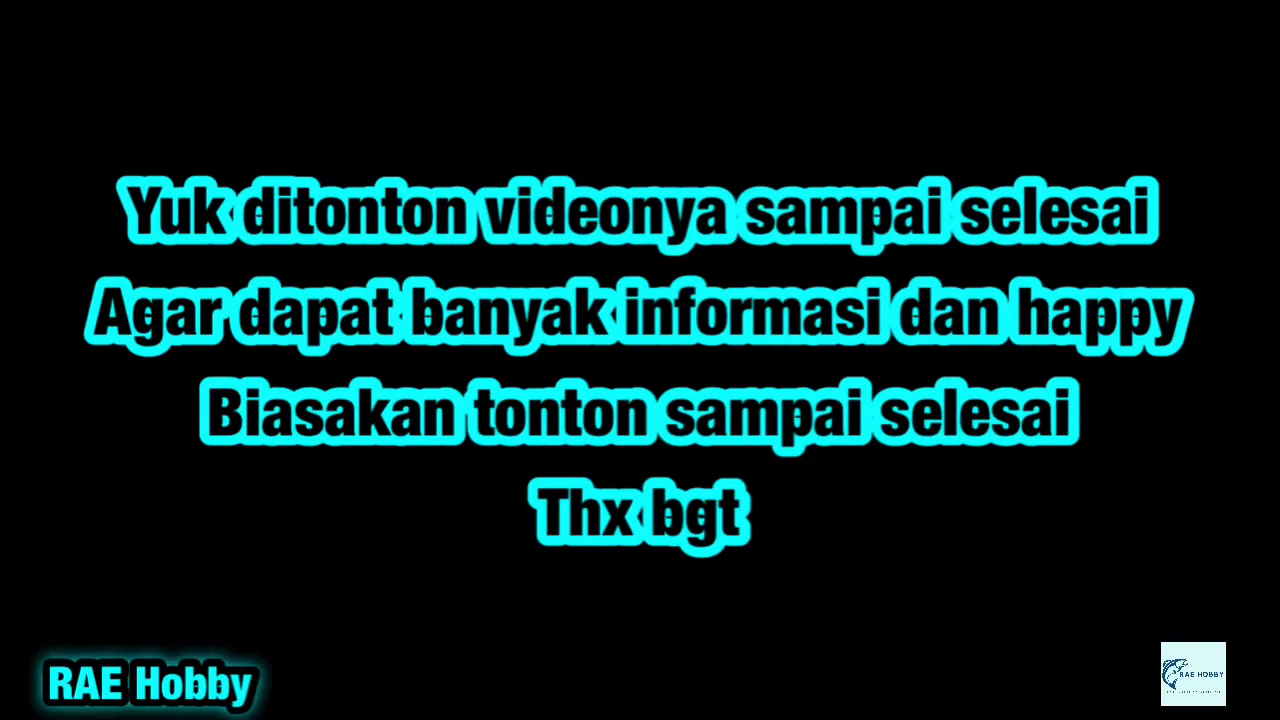 Yuk ditonton videonya sampai selesai
Agar dapat banyak informasi dan happy
Biasakan tonton sampai selesai
Thx bgt
RAE Hobby
RAE HOBBY